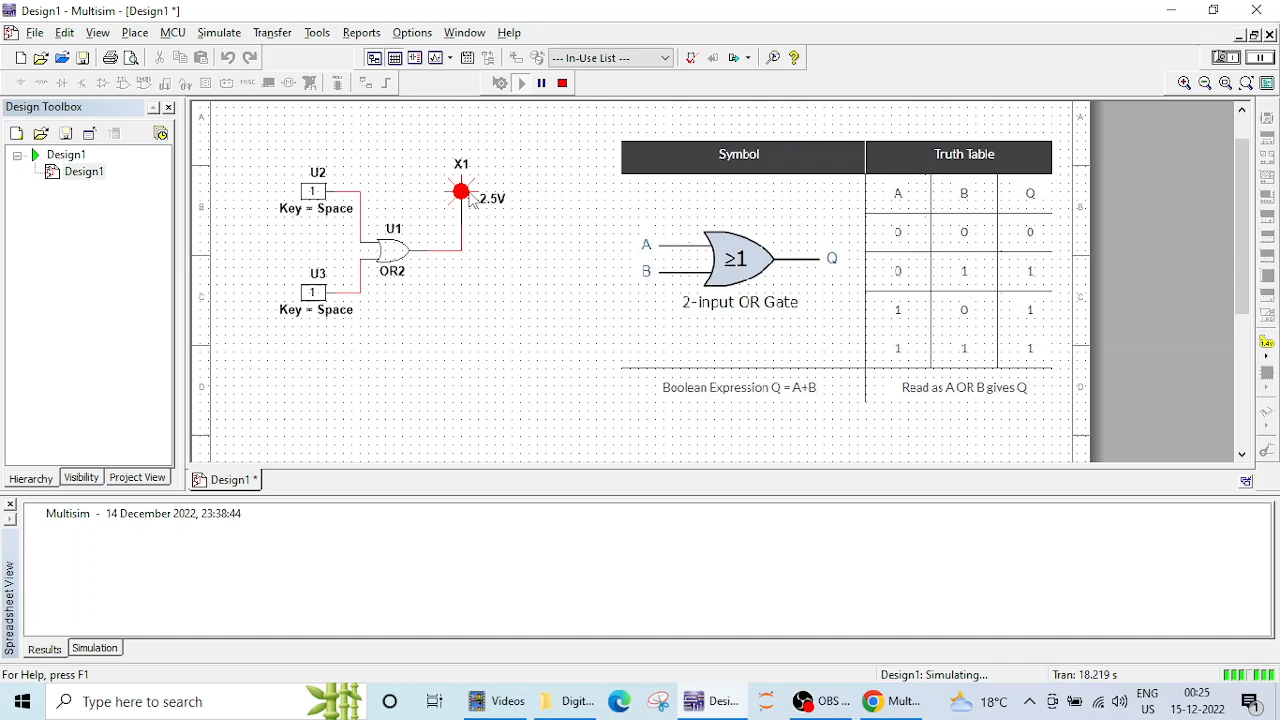 Design1 - Multisim - [Design1 *]
File Edit View Place MCU Simulate Transfer Tools Reports Options Window Help
--- In-Use List ---
Design Toolbox
Design1
Design1
Hierarchy Visibility Project View
A
B
C
D
A
B
C
D
U2
1
Key = Space
U3
1
Key = Space
U1
OR2
X1
2.5V
Symbol Truth Table
A B Q
0 0 0
0 1 1
1 0 1
1 1 1
A
B
≥1
Q
2-input OR Gate
Boolean Expression Q = A+B Read as A OR B gives Q
Design1 *
Multisim - 14 December 2022, 23:38:44
Spreadsheet View
Results Simulation
For Help, press F1 Design1: Simulating... Tran: 18.219 s
Type here to search
Videos Digit... Desi... OBS ... Mult... 18°C ENG US 00:25 15-12-2022